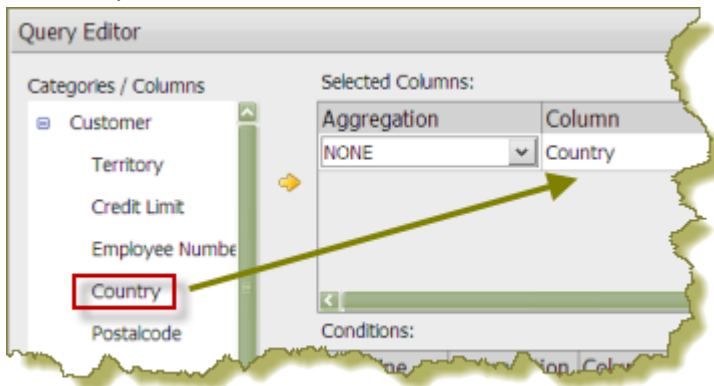 Query Editor
Categories / Columns
Selected Columns:
Customer
Aggregation Column
Territory
NONE Country
Credit Limit
Employee Numbe
Country
Postalcode
Conditions: